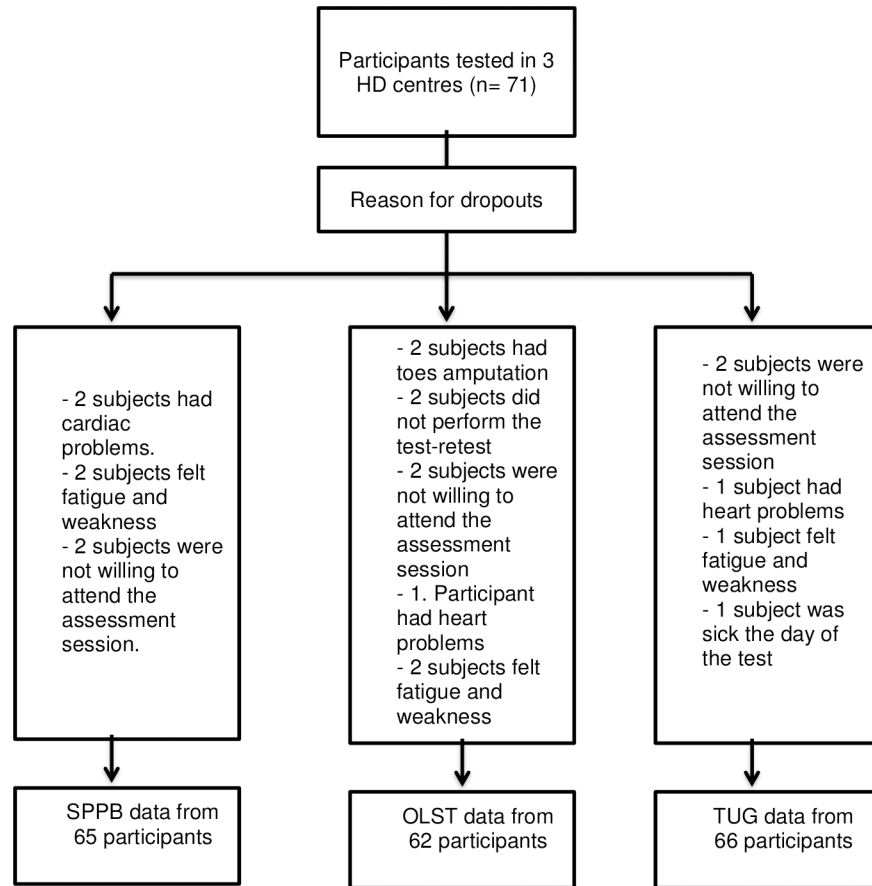 Participants tested in 3
HD centres (n= 71)
Reason for dropouts
- 2 subjects had
cardiac
problems.
- 2 subjects felt
fatigue and
weakness
- 2 subjects were
not willing to
attend the
assessment
session.
- 2 subjects had
toes amputation
- 2 subjects did
not perform the
test-retest
- 2 subjects were
not willing to
attend the
assessment
session
- 1. Participant
had heart
problems
- 2 subjects felt
fatigue and
weakness
- 2 subjects were
not willing to
attend the
assessment
session
- 1 subject had
heart problems
- 1 subject felt
fatigue and
weakness
- 1 subject was
sick the day of
the test
SPPB data from
65 participants
OLST data from
62 participants
TUG data from
66 participants